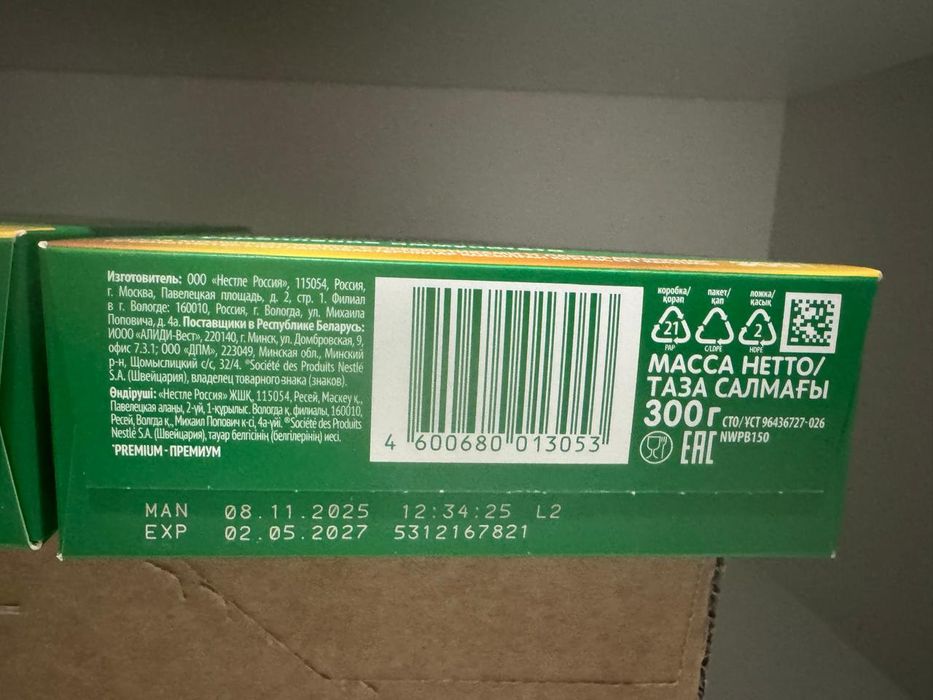 Изготовитель: ООО «Нестле Россия», 115054, Россия,
г. Москва, Павелецкая площадь, д. 2, стр. 1. Филиал
в г. Вологде: 160010, Россия, г. Вологда, ул. Михаила
Поповича, д. 4а. Поставщики в Республике Беларусь:
ИООО «АЛИДИ-Вест», 220140, г. Минск, ул. Домбровская, 9,
офис 7.3.1; ООО «ДПМ», 223049, Минская обл., Минский
р-н, Щомыслицкий с/с, 32/4. ®Société des Produits Nestlé
S.A. (Швейцария), владелец товарного знака (знаков).
Өндіруші: «Нестле Россия» ЖШҚ, 115054, Ресей, Маскеу қ.,
Павелецкая алаңы, 2-үй, 1-құрылыс. Вологда қ. филиалы, 160010,
Ресей, Волгда қ., Михаил Попович к-сі, 4а-үй. ®Société des Produits
Nestlé S.A. (Швейцария), тауар белгісінің (белгілерінің) иесі.
*PREMIUM - ПРЕМИУМ
4 600680 013053
коробка/ пакет/ ложка/
қорап қап қасық
21 2
PAP C/LDPE HDPE
МАССА НЕТТО/
ТАЗА САЛМАҒЫ
300 г СТО/ҰСТ 96436727-026
NWPB150
EAC
MAN 08.11.2025 12:34:25 L2
EXP 02.05.2027 5312167821